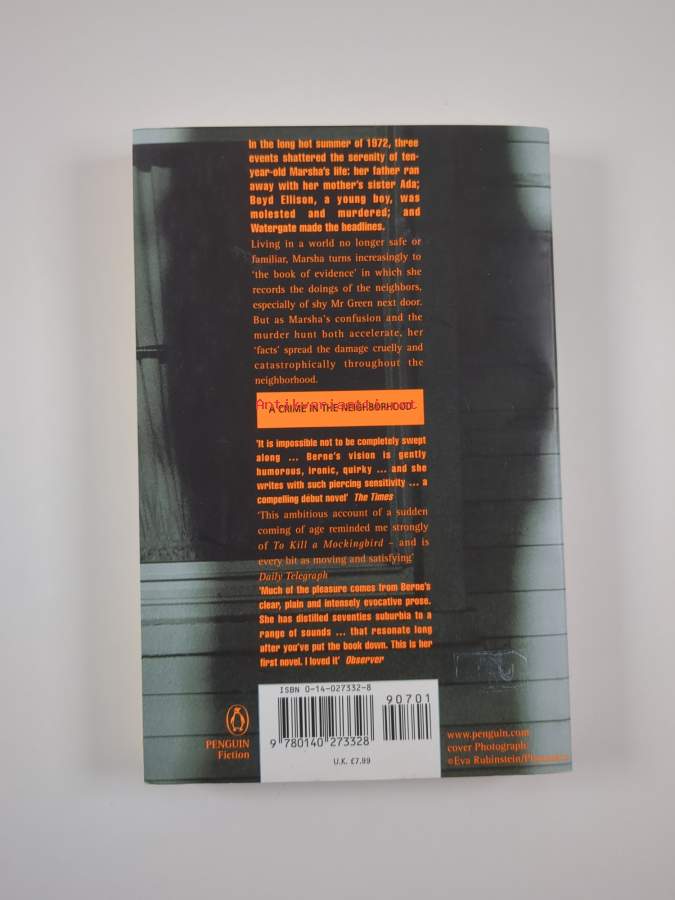 In the long hot summer of 1972, three
events shattered the serenity of ten-
year-old Marsha's life: her father ran
away with her mother's sister Ada;
Boyd Ellison, a young boy, was
molested and murdered; and
Watergate made the headlines.
Living in a world no longer safe or
familiar, Marsha turns increasingly to
'the book of evidence' in which she
records the doings of the neighbors,
especially of shy Mr Green next door.
But as Marsha's confusion and the
murder hunt both accelerate, her
'facts' spread the damage cruelly and
catastrophically throughout the
neighborhood.
A CRIME IN THE NEIGHBORHOOD
'It is impossible not to be completely swept
along ... Berne's vision is gently
humorous, ironic, quirky ... and she
writes with such piercing sensitivity ... a
compelling début novel' The Times
'This ambitious account of a sudden
coming of age reminded me strongly
of To Kill a Mockingbird – and is
every bit as moving and satisfying'
Daily Telegraph
'Much of the pleasure comes from Berne's
clear, plain and intensely evocative prose.
She has distilled seventies suburbia to a
range of sounds ... that resonate long
after you've put the book down. This is her
first novel. I loved it' Observer
ISBN 0-14-027332-8
90701
9 780140 273328
U.K. £7.99
PENGUIN
Fiction
www.penguin.com
cover Photograph:
©Eva Rubinstein/